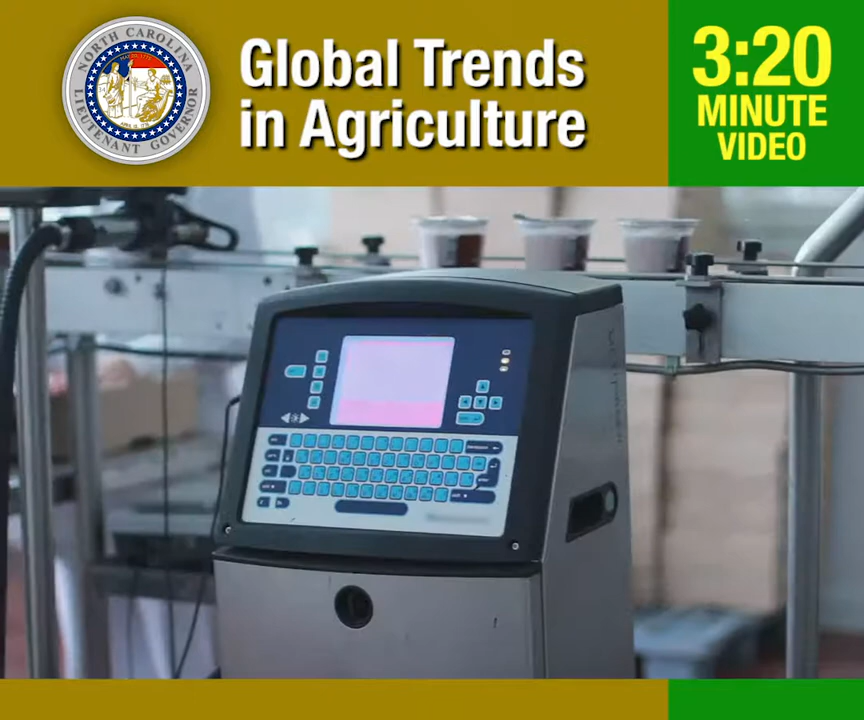 NORTH CAROLINA
LIEUTENANT GOVERNOR
Global Trends
in Agriculture
3:20
MINUTE
VIDEO